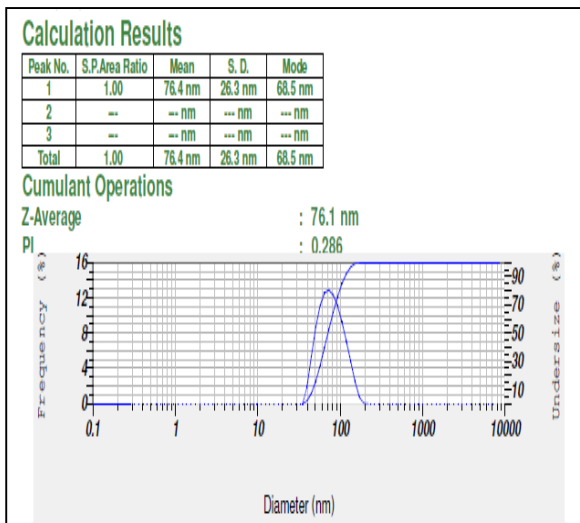 Calculation Results
Peak No. S.P.Area Ratio Mean S. D. Mode
1 1.00 76.4 nm 26.3 nm 68.5 nm
2 --- --- nm --- nm --- nm
3 --- --- nm --- nm --- nm
Total 1.00 76.4 nm 26.3 nm 68.5 nm
Cumulant Operations
Z-Average : 76.1 nm
PI : 0.286
Frequency (%)
16
12
8
4
0
90
70
50
30
10
Undersize (%)
0.1 1 10 100 1000 10000
Diameter (nm)